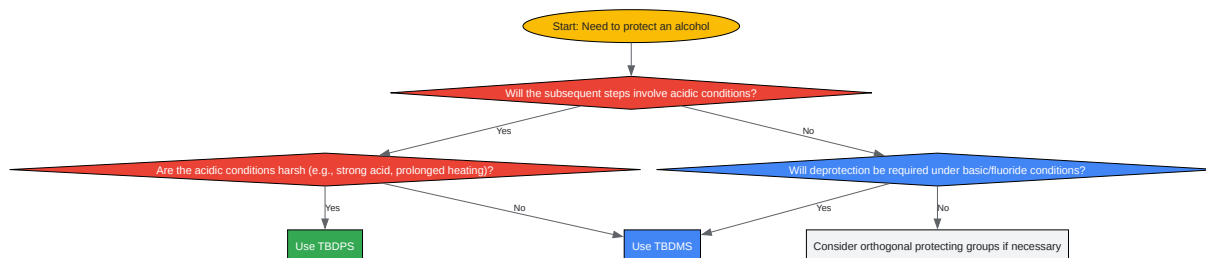 Start: Need to protect an alcohol
Will the subsequent steps involve acidic conditions?
Yes
No
Are the acidic conditions harsh (e.g., strong acid, prolonged heating)?
Will deprotection be required under basic/fluoride conditions?
Yes
No
Yes
No
Use TBDPS
Use TBDMS
Consider orthogonal protecting groups if necessary